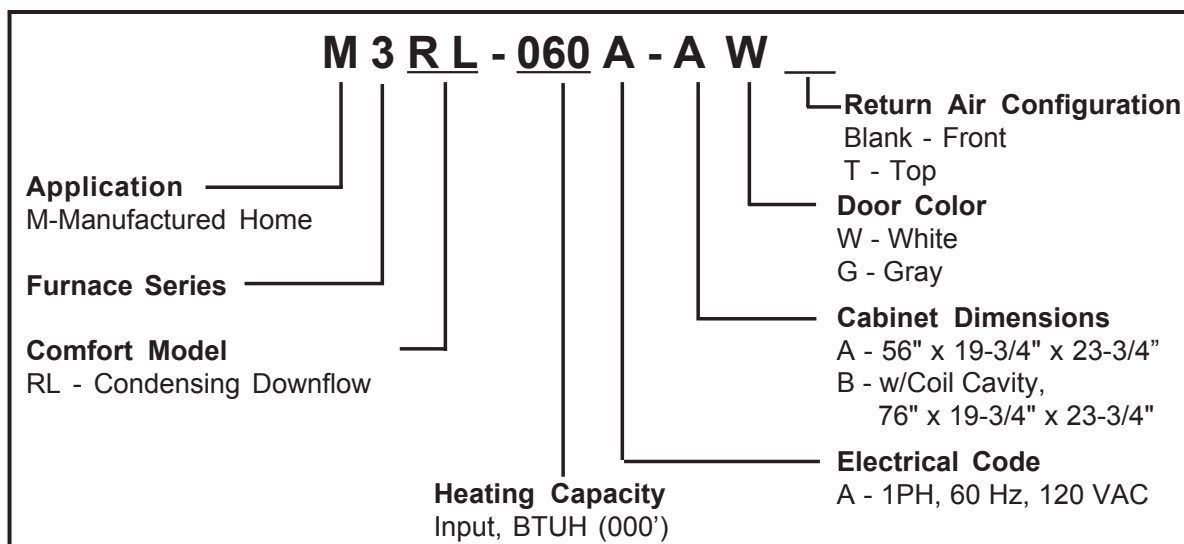 M 3 R L - 060 A - A W __
Return Air Configuration
Blank - Front
T - Top
Application
M-Manufactured Home
Door Color
W - White
G - Gray
Furnace Series
Cabinet Dimensions
A - 56" x 19-3/4" x 23-3/4”
B - w/Coil Cavity,
76" x 19-3/4" x 23-3/4"
Comfort Model
RL - Condensing Downflow
Electrical Code
A - 1PH, 60 Hz, 120 VAC
Heating Capacity
Input, BTUH (000’)